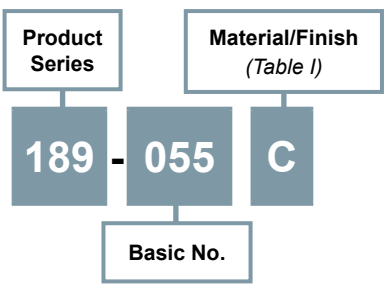 Product
Series
Material/Finish
(Table I)
189 - 055 C
Basic No.